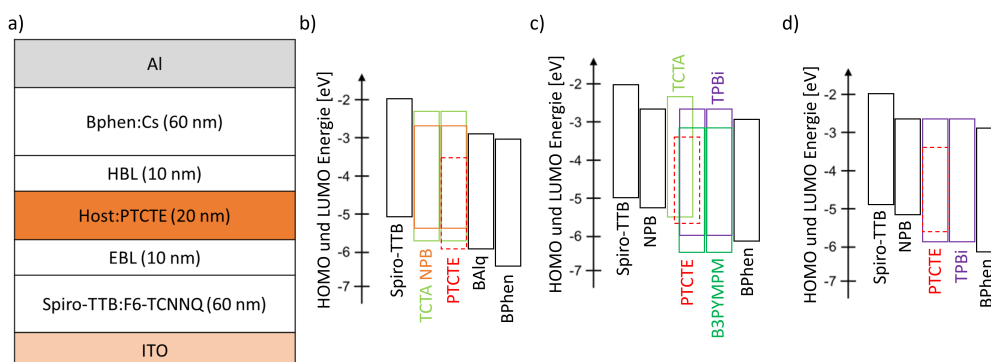 a)
Al
Bphen:Cs (60 nm)
HBL (10 nm)
Host:PTCTE (20 nm)
EBL (10 nm)
Spiro-TTB:F6-TCNNQ (60 nm)
ITO
b)
HOMO und LUMO Energie [eV]
-2
-3
-4
-5
-6
-7
Spiro-TTB
TCTA NPB
PTCTE
BAlq
BPhen
c)
HOMO und LUMO Energie [eV]
-2
-3
-4
-5
-6
-7
Spiro-TTB
NPB
TCTA
PTCTE
TPBi
B3PYMPM
BPhen
d)
HOMO und LUMO Energie [eV]
-2
-3
-4
-5
-6
-7
Spiro-TTB
NPB
PTCTE
TPBi
BPhen